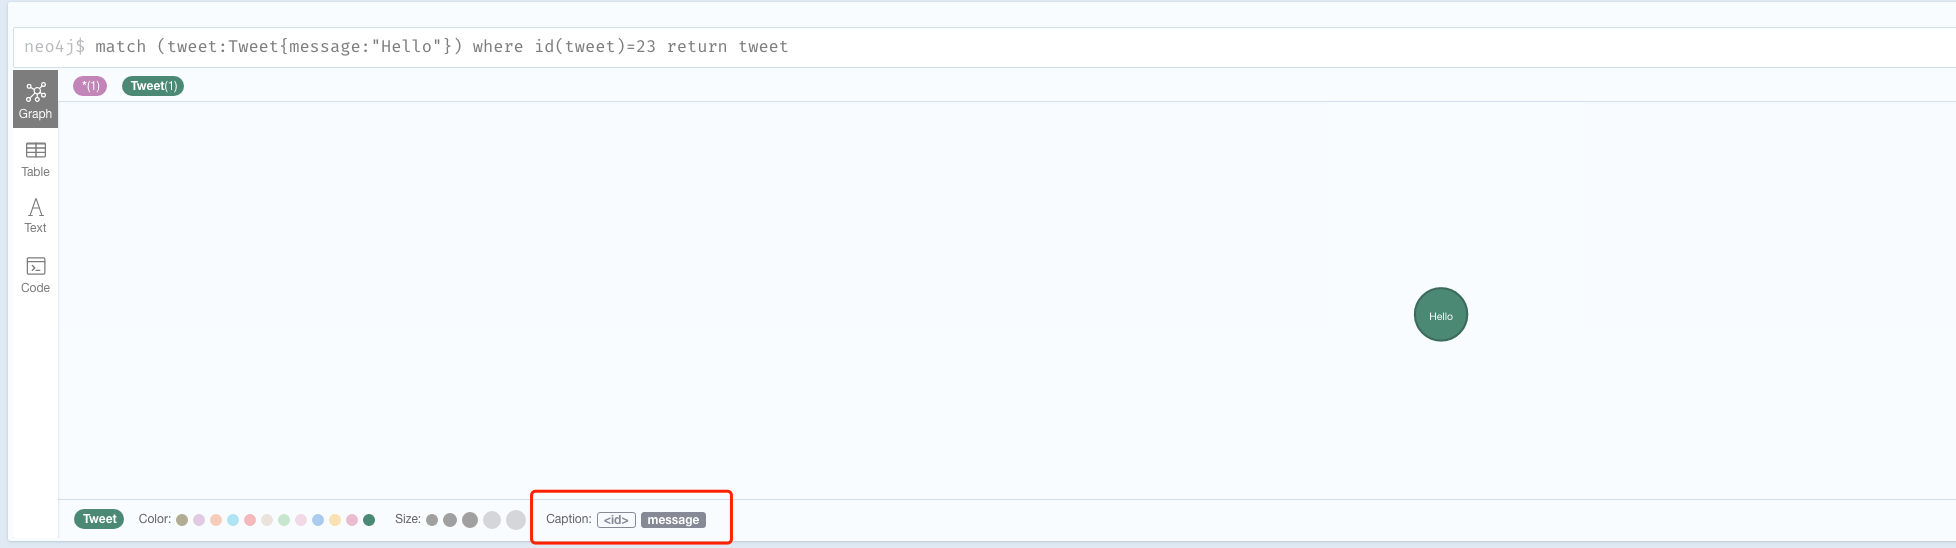 neo4j$ match (tweet:Tweet{message:"Hello"}) where id(tweet)=23 return tweet
*(1) Tweet(1)
Graph
Table
Text
Code
Hello
Tweet Color: Size: Caption: <id> message